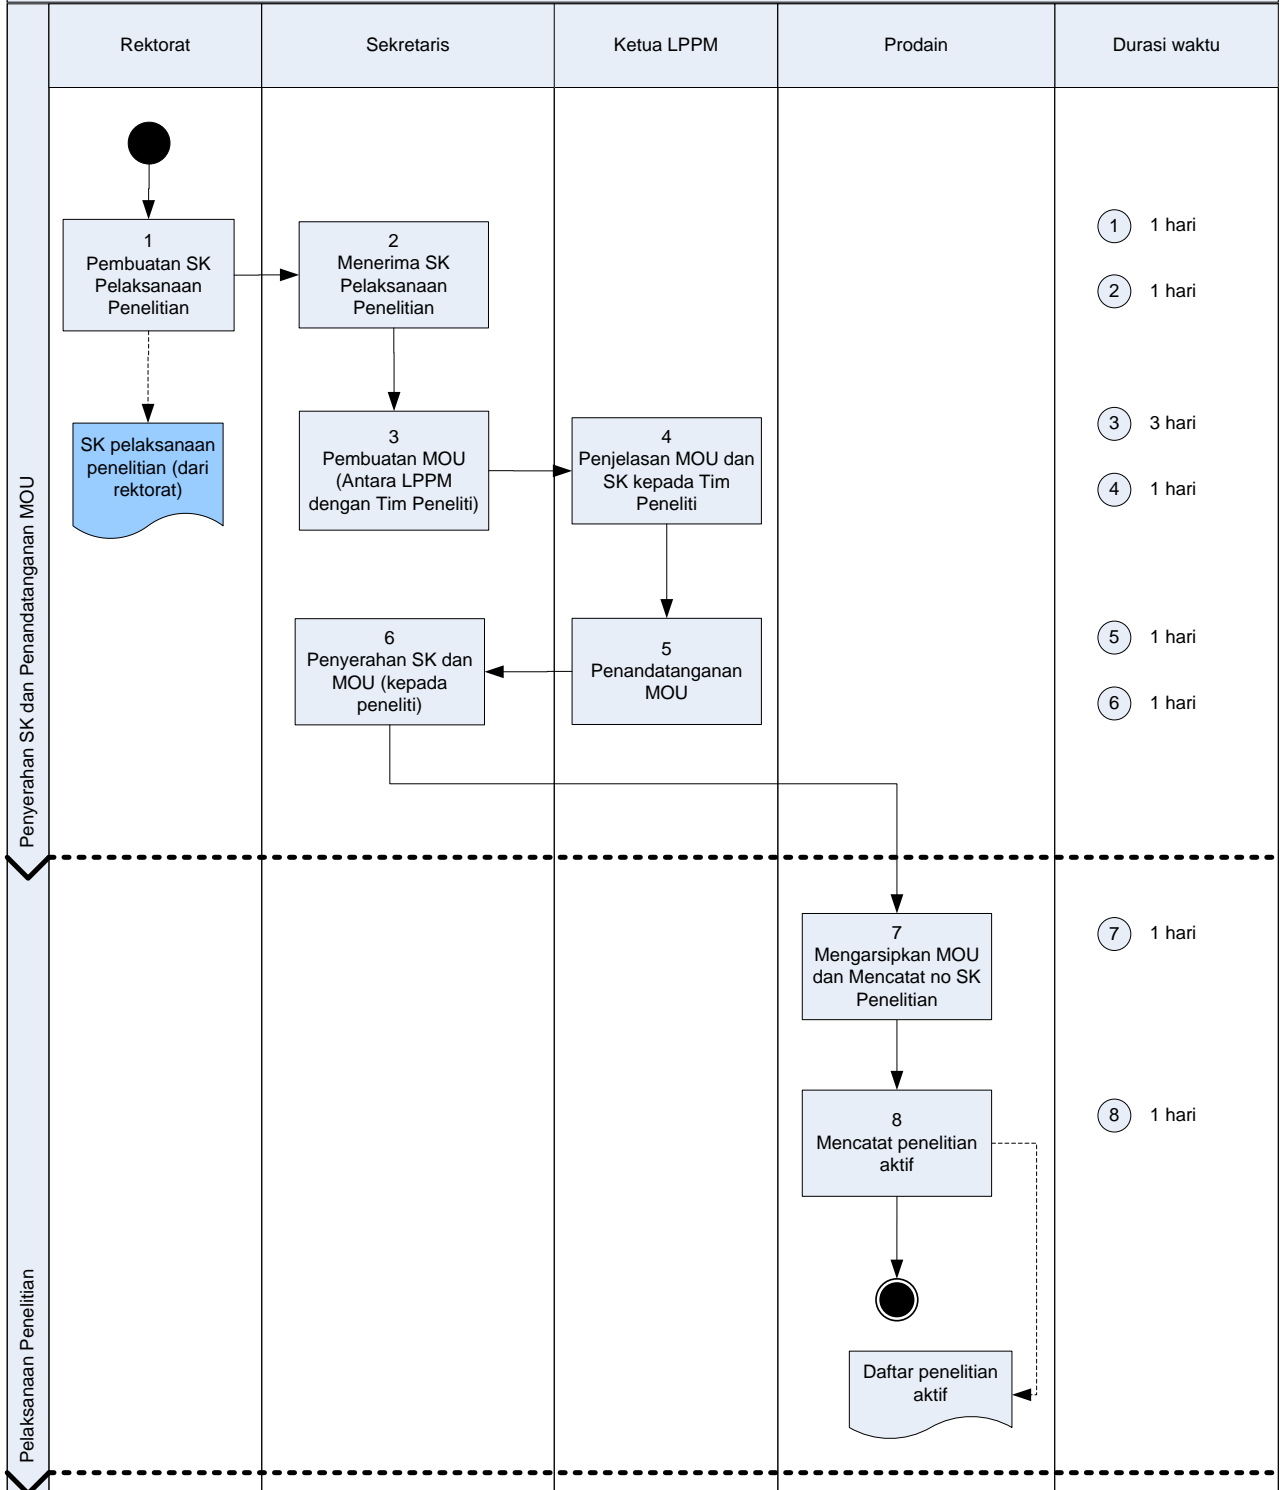 Rektorat
Sekretaris
Ketua LPPM
Prodain
Durasi waktu
Penyerahan SK dan Penandatanganan MOU
1
Pembuatan SK
Pelaksanaan
Penelitian
2
Menerima SK
Pelaksanaan
Penelitian
1
1 hari
2
1 hari
SK pelaksanaan
penelitian (dari
rektorat)
3
Pembuatan MOU
(Antara LPPM
dengan Tim Peneliti)
4
Penjelasan MOU dan
SK kepada Tim
Peneliti
3
3 hari
4
1 hari
6
Penyerahan SK dan
MOU (kepada
peneliti)
5
Penandatanganan
MOU
5
1 hari
6
1 hari
Pelaksanaan Penelitian
7
Mengarsipkan MOU
dan Mencatat no SK
Penelitian
7
1 hari
8
Mencatat penelitian
aktif
8
1 hari
Daftar penelitian
aktif